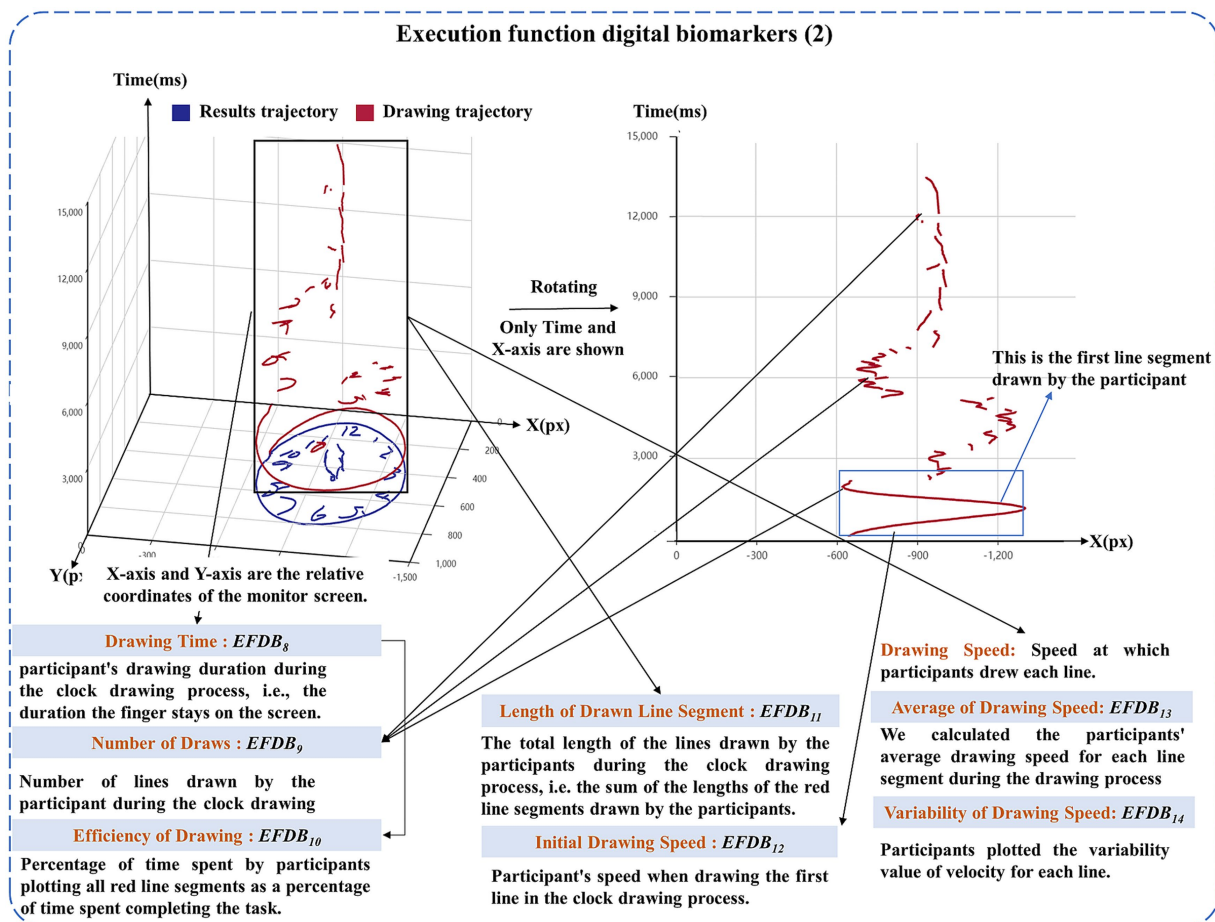 Execution function digital biomarkers (2)
Time(ms)
Results trajectory
Drawing trajectory
15,000
12,000
9,000
6,000
3,000
0
-300
-1,500
1,000
800
600
400
200
0
X(px)
Y(p
12
Rotating
Only Time and
X-axis are shown
Time(ms)
15,000
12,000
9,000
6,000
3,000
0
-300
-600
-900
-1,200
X(px)
This is the first line segment
drawn by the participant
X-axis and Y-axis are the relative
coordinates of the monitor screen.
Drawing Time : EFDB8
participant's drawing duration during
the clock drawing process, i.e., the
duration the finger stays on the screen.
Number of Draws : EFDB9
Number of lines drawn by the
participant during the clock drawing
Efficiency of Drawing : EFDB10
Percentage of time spent by participants
plotting all red line segments as a percentage
of time spent completing the task.
Length of Drawn Line Segment : EFDB11
The total length of the lines drawn by the
participants during the clock drawing
process, i.e. the sum of the lengths of the red
line segments drawn by the participants.
Initial Drawing Speed : EFDB12
Participant's speed when drawing the first
line in the clock drawing process.
Drawing Speed: Speed at which
participants drew each line.
Average of Drawing Speed: EFDB13
We calculated the participants'
average drawing speed for each line
segment during the drawing process
Variability of Drawing Speed: EFDB14
Participants plotted the variability
value of velocity for each line.